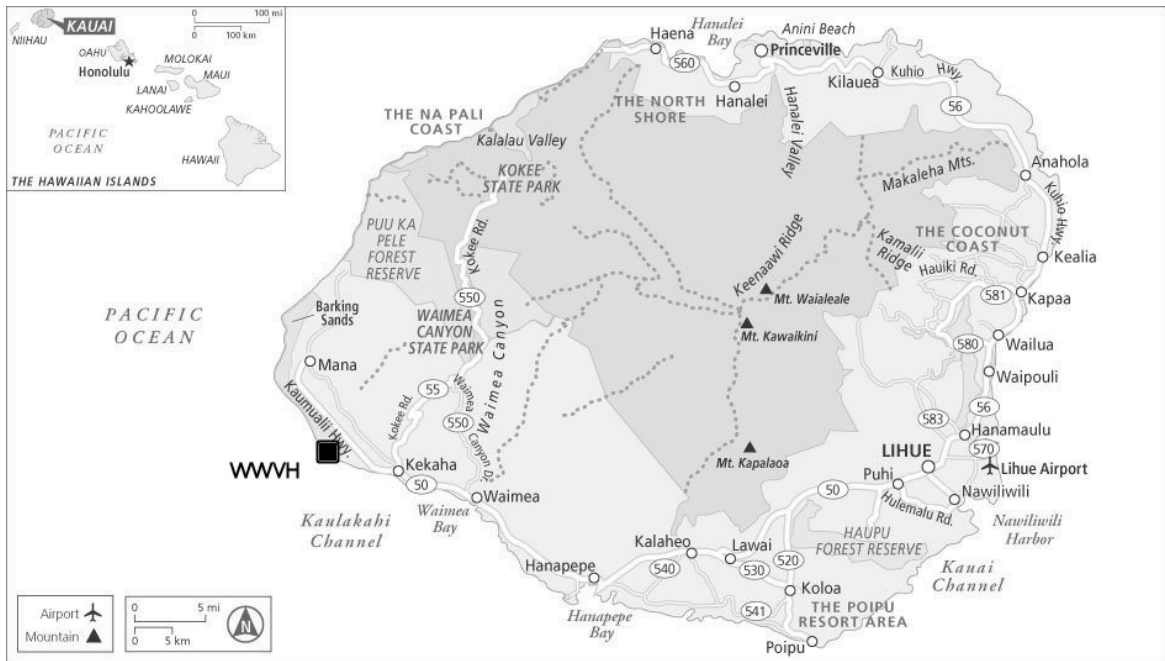 KAUAI
NIIHAU
OAHU
Honolulu
MOLOKAI
LANAI
MAUI
KAHOOLAWE
PACIFIC
OCEAN
HAWAII
THE HAWAIIAN ISLANDS
0 100 mi
0 100 km
Hanalei
Bay
Anini Beach
Haena
560
Princeville
Hanalei
Kilauea
Kuhio
Hwy.
56
THE NORTH
SHORE
Hanalei Valley
THE NA PALI
COAST
Kalalau Valley
KOKEE
STATE PARK
Makaleha Mts.
Anahola
Kuhio Hwy.
PUU KA
PELE
FOREST
RESERVE
Kokee Rd.
THE COCONUT
COAST
Keenaawi Ridge
Kamalii
Ridge
Hauiki Rd.
Kealia
581
Kapaa
550
Mt. Waialeale
Mt. Kawaikini
PACIFIC
OCEAN
Barking
Sands
WAIMEA
CANYON
STATE PARK
Waimea Canyon
580
Wailua
Mana
Waipouli
55
Kokee Rd.
Waimea
550
Canyon Dr.
56
583
Hanamaulu
Kaumualii Hwy.
570
LIHUE
Lihue Airport
Mt. Kapalaoa
WWVH
Kekaha
50
Waimea
Puhi
50
Nawiliwili
Hulemalu Rd.
Kaulakahi
Channel
Waimea
Bay
Nawiliwili
Harbor
HAUPU
FOREST RESERVE
Kalaheo
Lawai
520
530
540
Hanapepe
Koloa
Kauai
Channel
541
THE POIPU
RESORT AREA
Hanapepe
Bay
Poipu
Airport
Mountain
0 5 mi
0 5 km
N